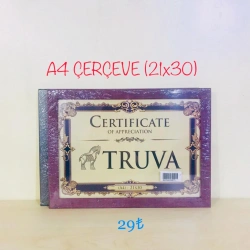 A4 ÇERÇEVE (21x30)
CERTIFICATE
OF APPRECIATION
TRUVA
29₺